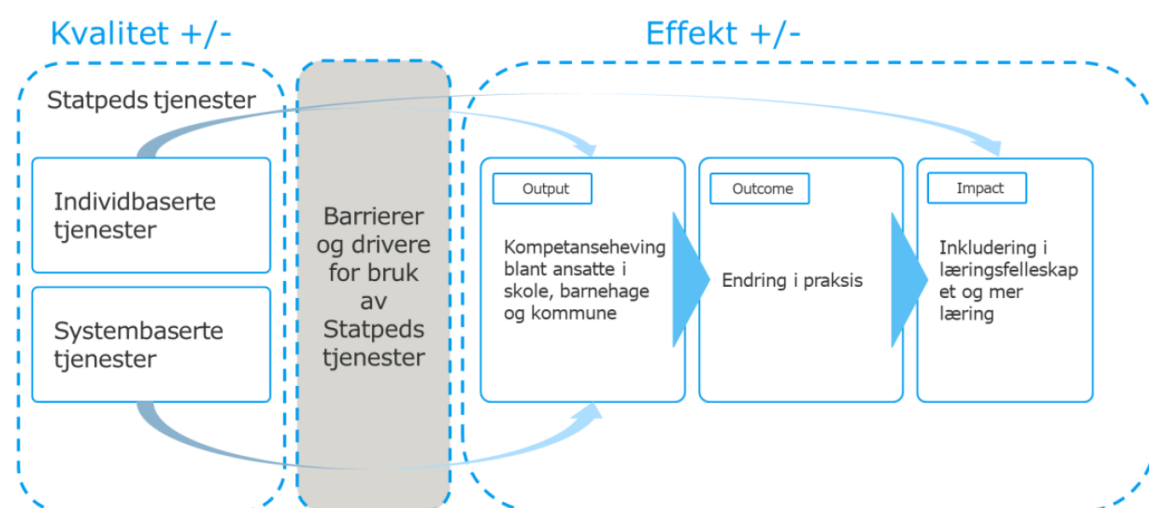 Kvalitet +/-
Effekt +/-
Statpeds tjenester
Individbaserte
tjenester
Systembaserte
tjenester
Barrierer
og drivere
for bruk
av
Statpeds
tjenester
Output
Kompetanseheving
blant ansatte i
skole, barnehage
og kommune
Outcome
Endring i praksis
Impact
Inkludering i
læringsfelleskap
et og mer
læring